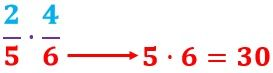 2/5 · 4/6 → 5 · 6 = 30